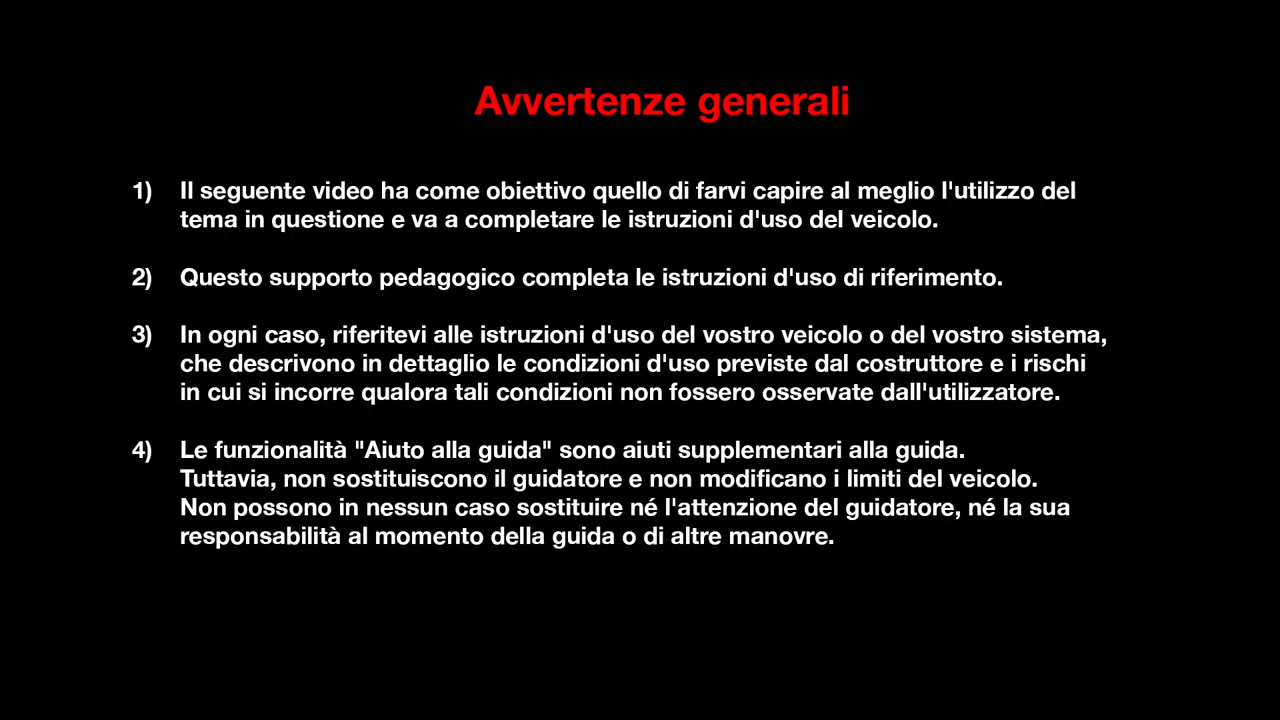 Avvertenze generali
1) Il seguente video ha come obiettivo quello di farvi capire al meglio l'utilizzo del
tema in questione e va a completare le istruzioni d'uso del veicolo.
2) Questo supporto pedagogico completa le istruzioni d'uso di riferimento.
3) In ogni caso, riferitevi alle istruzioni d'uso del vostro veicolo o del vostro sistema,
che descrivono in dettaglio le condizioni d'uso previste dal costruttore e i rischi
in cui si incorre qualora tali condizioni non fossero osservate dall'utilizzatore.
4) Le funzionalità "Aiuto alla guida" sono aiuti supplementari alla guida.
Tuttavia, non sostituiscono il guidatore e non modificano i limiti del veicolo.
Non possono in nessun caso sostituire né l'attenzione del guidatore, né la sua
responsabilità al momento della guida o di altre manovre.